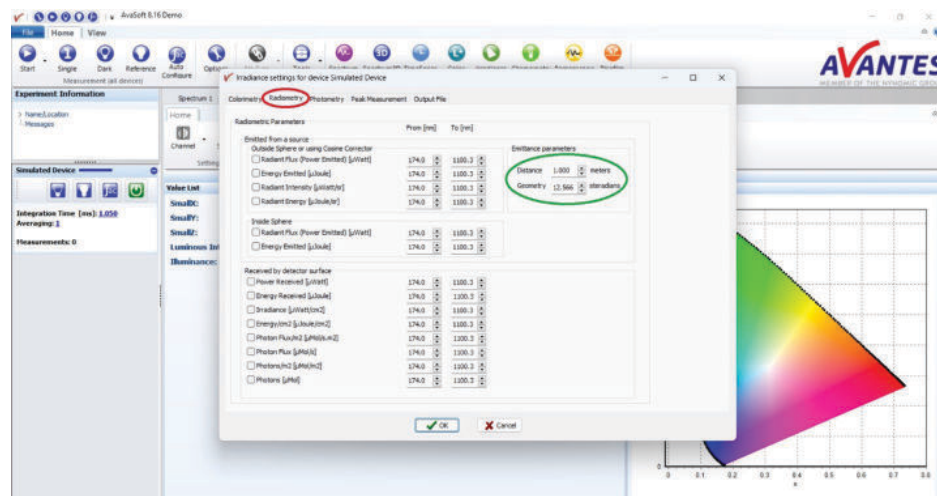 AvaSoft 8.16 Demo
File Home View
Start Single Dark Reference Auto Configure
Measurement (all devices)
AVANTES
MEMBER OF THE NYNOMIC GROUP
Experiment Information
Name/Location
Messages
Simulated Device
Integration Time [ms]: 1.050
Averaging: 1
Measurements: 0
Spectrum 1
Home
Channel
Value List
SmallX:
SmallY:
SmallZ:
Illuminance:
Irradiance settings for device Simulated Device
Colorimetry Radiometry Photometry Peak Measurement Output File
Radiometric Parameters
From [nm] To [nm]
Emitted from a source
Outside Sphere or using Cosine Corrector
Radiant Flux (Power Emitted) [µWatt] 174.0 1100.3
Energy Emitted [µJoule] 174.0 1100.3
Radiant Intensity [µWatt/sr] 174.0 1100.3
Radiant Energy [µJoule/sr] 174.0 1100.3
Emittance parameters
Distance 1.000 meters
Geometry 12.566 steradians
Inside Sphere
Radiant Flux (Power Emitted) [µWatt] 174.0 1100.3
Energy Emitted [µJoule] 174.0 1100.3
Received by detector surface
Power Received [µWatt] 174.0 1100.3
Energy Received [µJoule] 174.0 1100.3
Irradiance [µWatt/cm2] 174.0 1100.3
Energy/cm2 [µJoule/cm2] 174.0 1100.3
Photon Flux/m2 [µMol/s.m2] 174.0 1100.3
Photon Flux [µMol/s] 174.0 1100.3
Photons/m2 [µMol/m2] 174.0 1100.3
Photons [µMol] 174.0 1100.3
OK Cancel
0
0 0.1 0.2 0.3 0.4 0.5 0.6 0.7 0.8
x